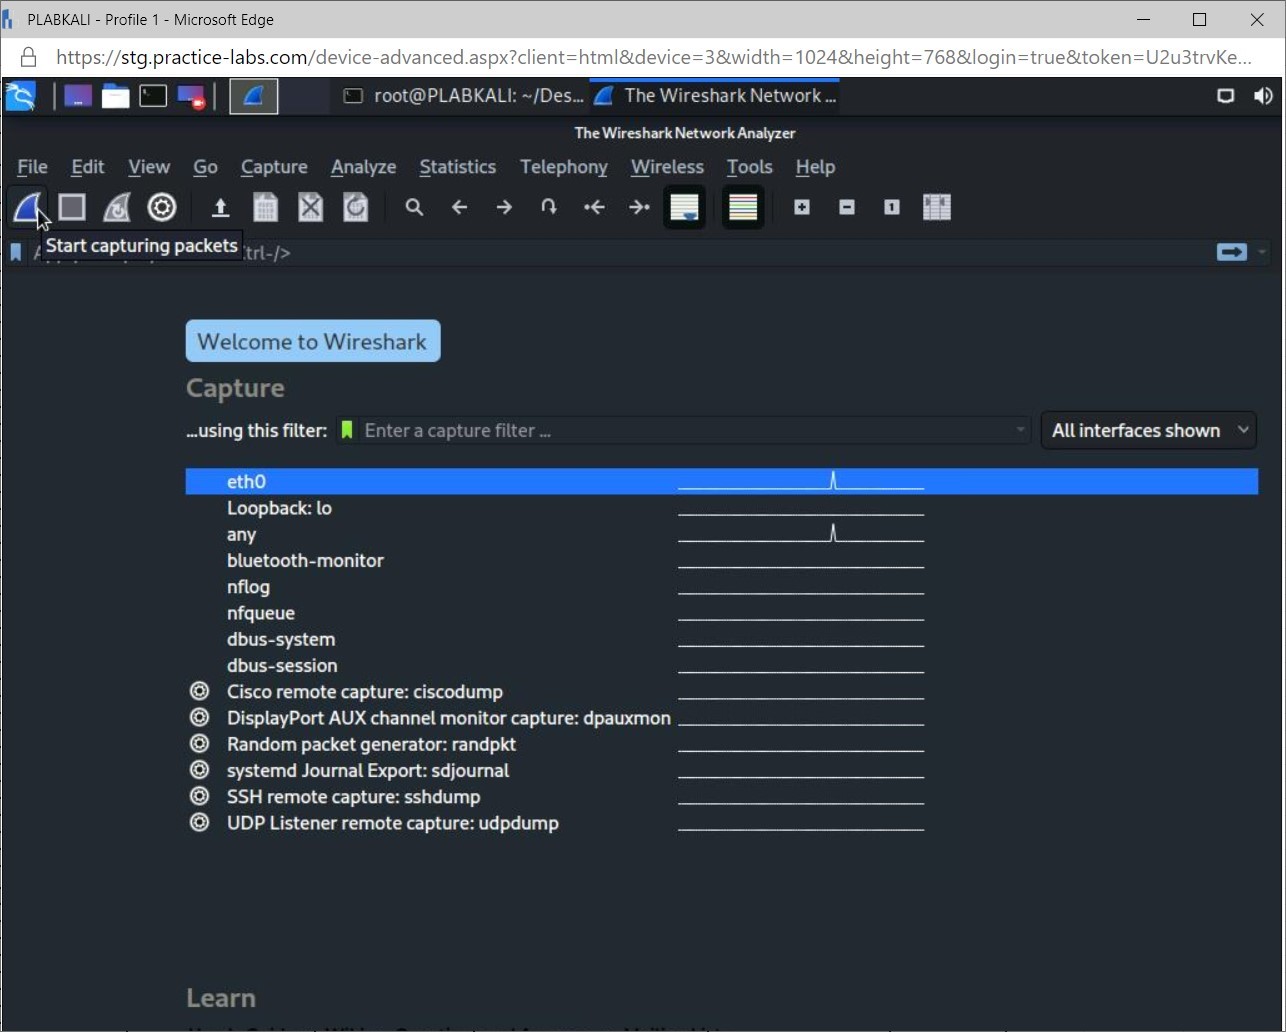 PLABKALI - Profile 1 - Microsoft Edge
https://stg.practice-labs.com/device-advanced.aspx?client=html&device=3&width=1024&height=768&login=true&token=U2u3trvKe...
root@PLABKALI: ~/Des... The Wireshark Network ...
The Wireshark Network Analyzer
File Edit View Go Capture Analyze Statistics Telephony Wireless Tools Help
Start capturing packets
trl-/>
Welcome to Wireshark
Capture
...using this filter: Enter a capture filter ... All interfaces shown
eth0
Loopback: lo
any
bluetooth-monitor
nflog
nfqueue
dbus-system
dbus-session
Cisco remote capture: ciscodump
DisplayPort AUX channel monitor capture: dpauxmon
Random packet generator: randpkt
systemd Journal Export: sdjournal
SSH remote capture: sshdump
UDP Listener remote capture: udpdump
Learn